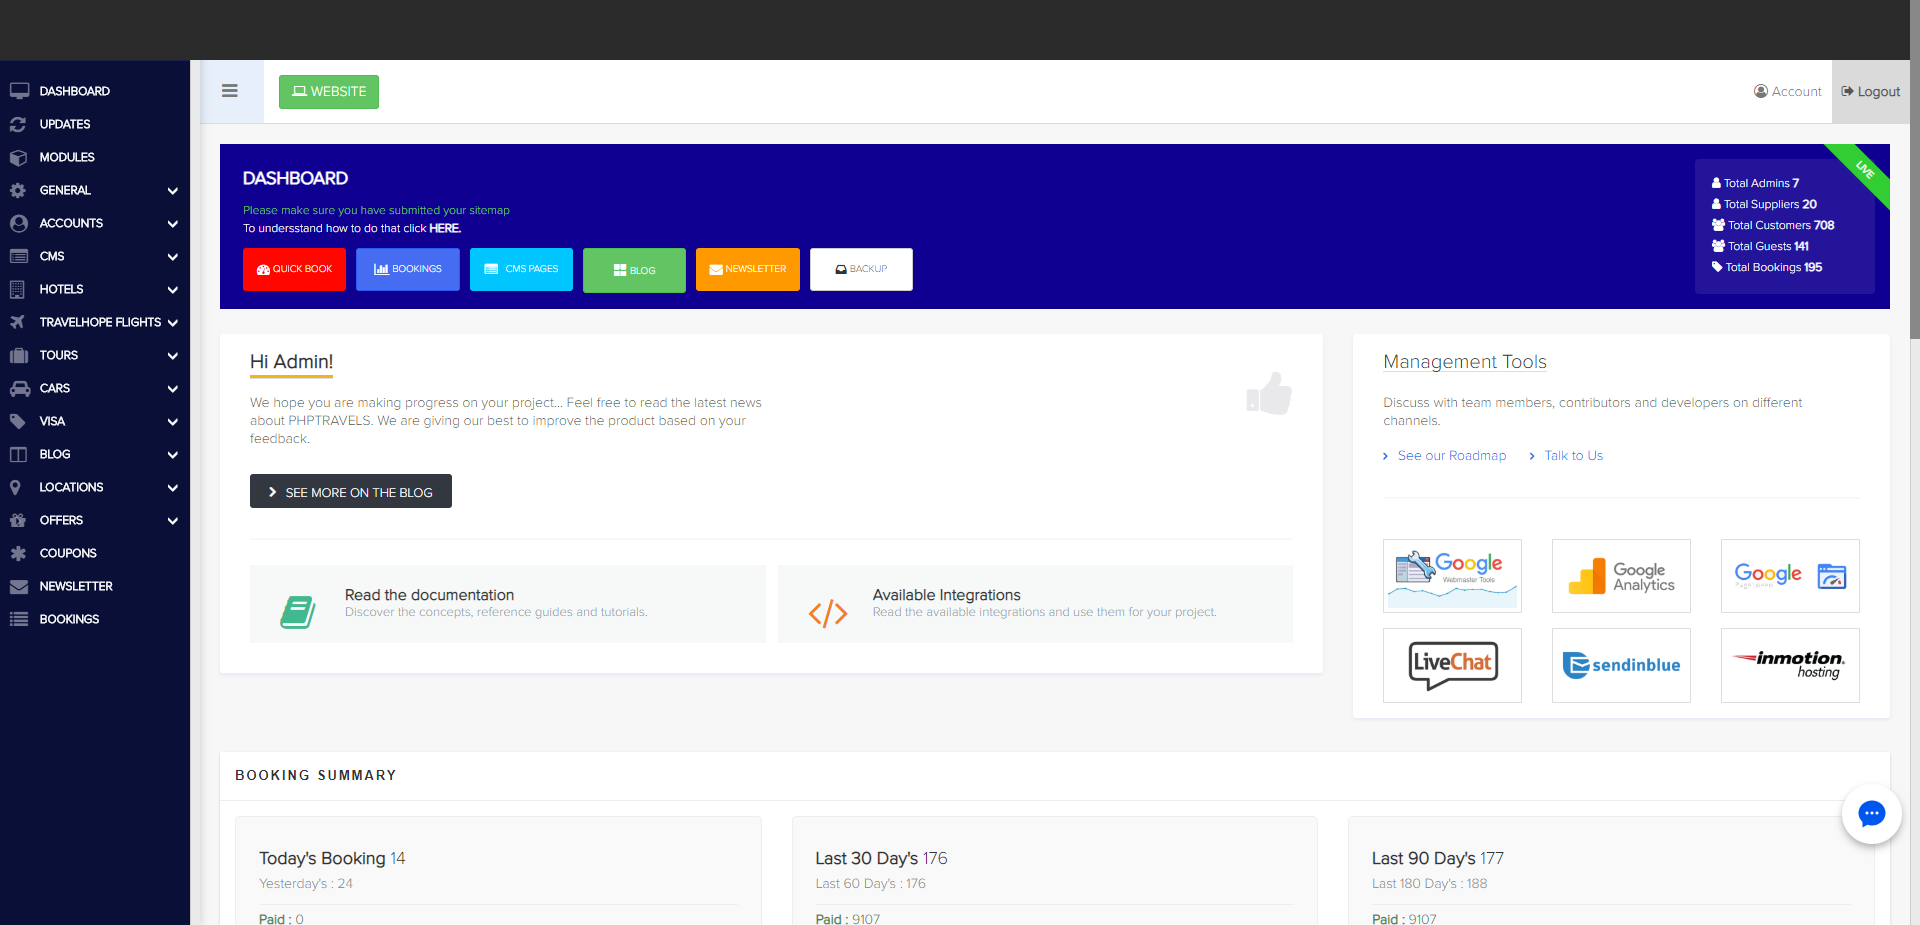 WEBSITE
Account
Logout
DASHBOARD
UPDATES
MODULES
GENERAL
ACCOUNTS
CMS
HOTELS
TRAVELHOPE FLIGHTS
TOURS
CARS
VISA
BLOG
LOCATIONS
OFFERS
COUPONS
NEWSLETTER
BOOKINGS
DASHBOARD
Please make sure you have submitted your sitemap
To undersstand how to do that click HERE.
QUICK BOOK
BOOKINGS
CMS PAGES
BLOG
NEWSLETTER
BACKUP
LIVE
Total Admins 7
Total Suppliers 20
Total Customers 708
Total Guests 141
Total Bookings 195
Hi Admin!
We hope you are making progress on your project... Feel free to read the latest news
about PHPTRAVELS. We are giving our best to improve the product based on your
feedback.
SEE MORE ON THE BLOG
Read the documentation
Discover the concepts, reference guides and tutorials.
Available Integrations
Read the available integrations and use them for your project.
Management Tools
Discuss with team members, contributors and developers on different
channels.
See our Roadmap
Talk to Us
Google
Webmaster Tools
Google
Analytics
Google
LiveChat
sendinblue
inmotion
hosting
BOOKING SUMMARY
Today's Booking 14
Yesterday's : 24
Paid : 0
Last 30 Day's 176
Last 60 Day's : 176
Paid : 9107
Last 90 Day's 177
Last 180 Day's : 188
Paid : 9107